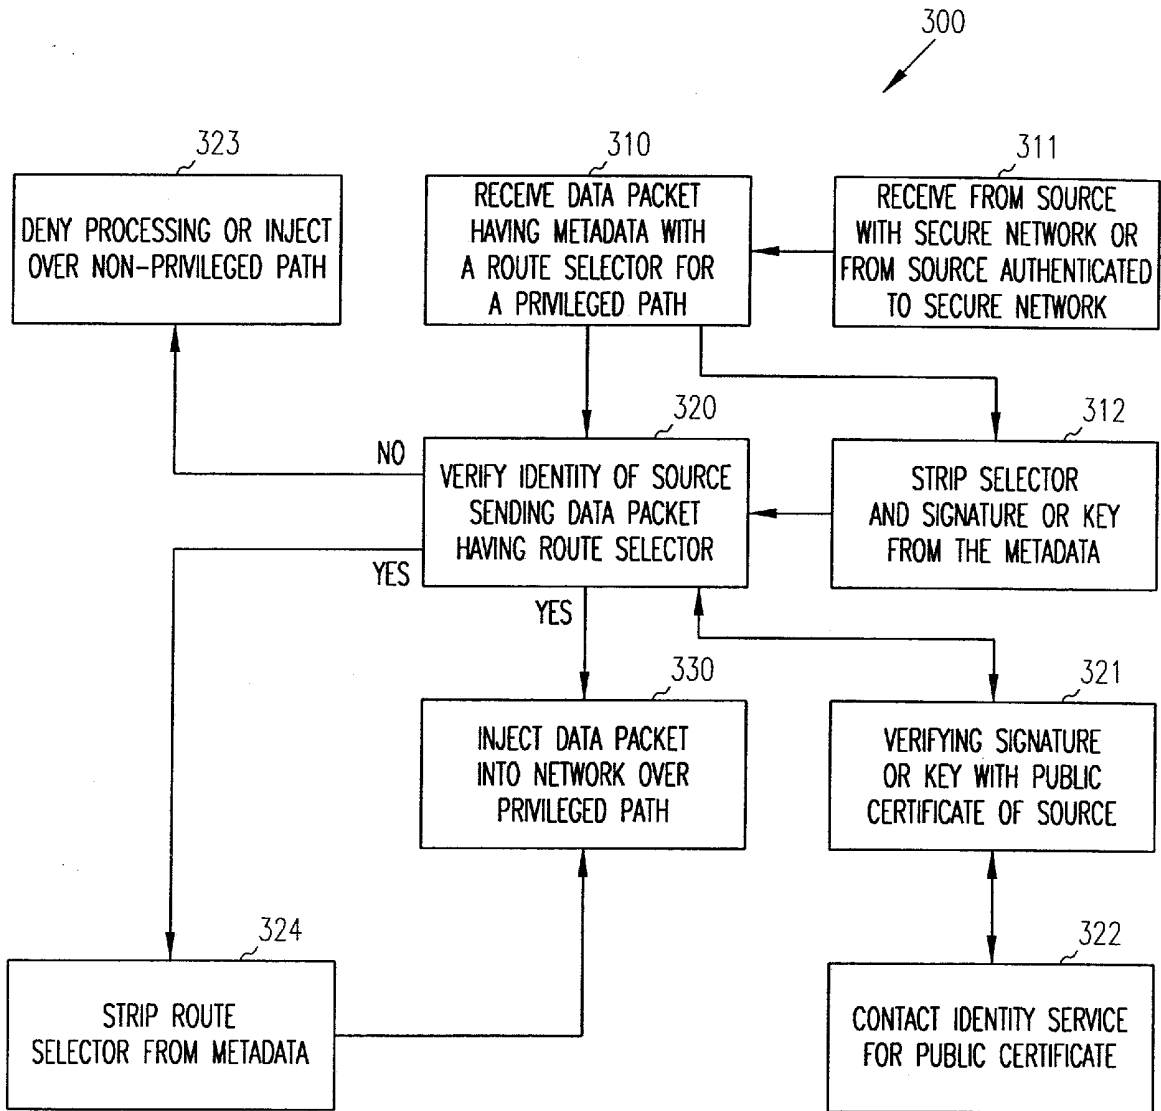 300
323
DENY PROCESSING OR INJECT
OVER NON-PRIVILEGED PATH
310
RECEIVE DATA PACKET
HAVING METADATA WITH
A ROUTE SELECTOR FOR
A PRIVILEGED PATH
311
RECEIVE FROM SOURCE
WITH SECURE NETWORK OR
FROM SOURCE AUTHENTICATED
TO SECURE NETWORK
320
VERIFY IDENTITY OF SOURCE
SENDING DATA PACKET
HAVING ROUTE SELECTOR
312
STRIP SELECTOR
AND SIGNATURE OR KEY
FROM THE METADATA
NO
YES
YES
330
INJECT DATA PACKET
INTO NETWORK OVER
PRIVILEGED PATH
321
VERIFYING SIGNATURE
OR KEY WITH PUBLIC
CERTIFICATE OF SOURCE
324
STRIP ROUTE
SELECTOR FROM METADATA
322
CONTACT IDENTITY SERVICE
FOR PUBLIC CERTIFICATE